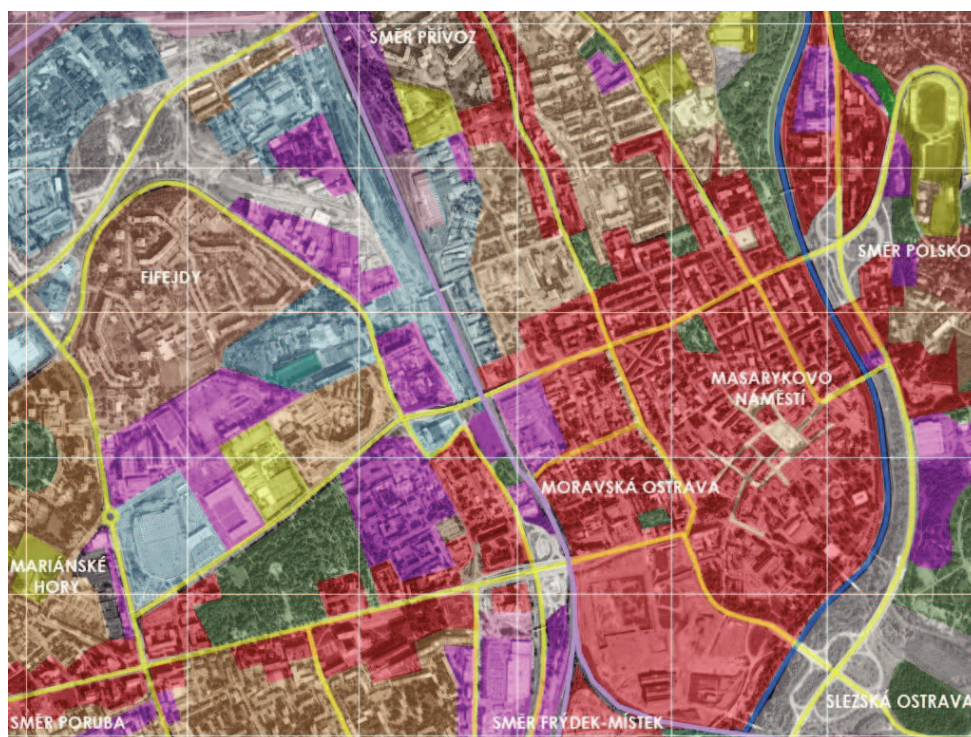 SMĚR PŘÍVOZ
SMĚR POLSKO
FIFEJDY
MASARYKOVO
NÁMĚSTÍ
MORAVSKÁ OSTRAVA
MARIÁNSKÉ
HORY
SLEZSKÁ OSTRAVA
SMĚR PORUBA
SMĚR FRÝDEK-MÍSTEK